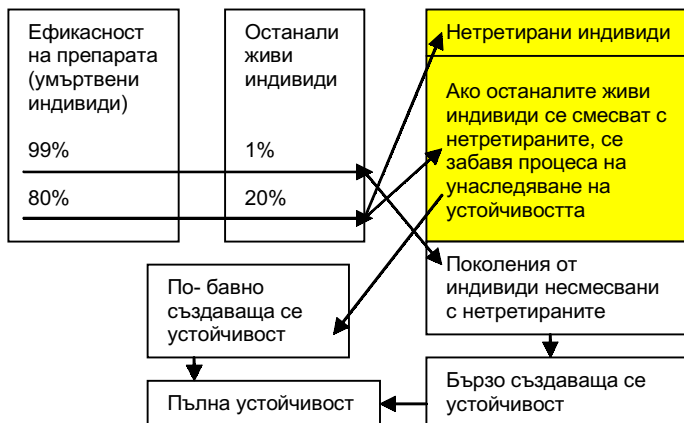 Ефикасност
на препарата
(умъртвени
индивиди)
99%
80%
Останали
живи
индивиди
1%
20%
Нетретирани индивиди
Ако останалите живи
индивиди се смесват с
нетретираните, се
забавя процеса на
унаследяване на
устойчивостта
Поколения от
индивиди несмесвани
с нетретираните
По- бавно
създаваща се
устойчивост
Пълна устойчивост
Бързо създаваща се
устойчивост